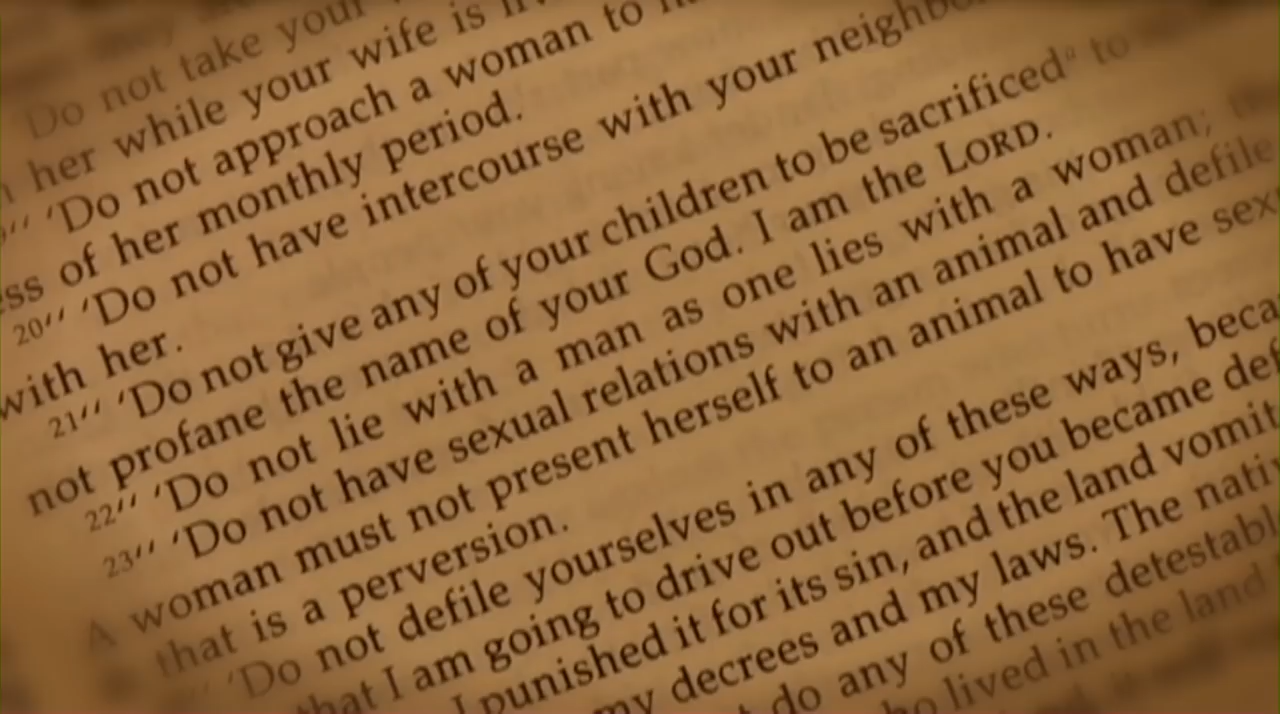 Do not take your
her while your wife is
'Do not approach a woman to
ss of her monthly period.
20" 'Do not have intercourse with your neighbo
with her.
21" 'Do not give any of your children to be sacrificed" to
not profane the name of your God. I am the LORD.
22" 'Do not lie with a man as one lies with a woman;
23" 'Do not have sexual relations with an animal and defile
A woman must not present herself to an animal to have sex
that is a perversion.
'Do not defile yourselves in any of these ways, beca
that I am going to drive out before you became def
I punished it for its sin, and the land vomit
my decrees and my laws. The nati
do any of these detestabl
ho lived in the land